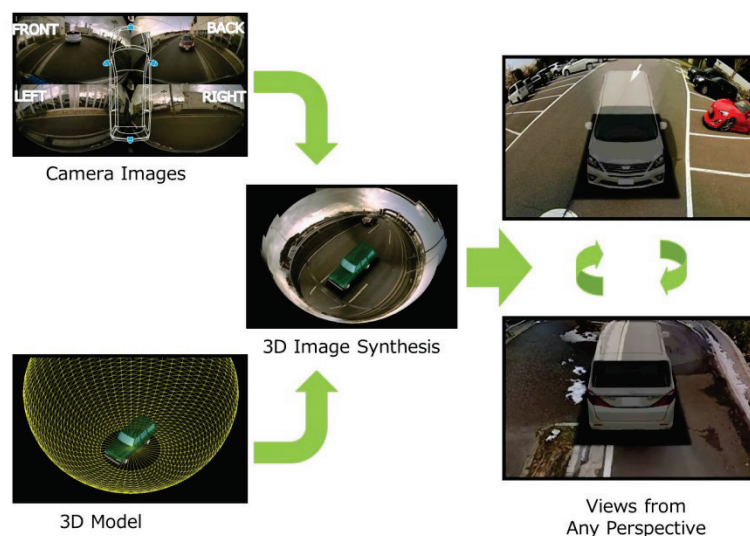 FRONT
BACK
LEFT
RIGHT
Camera Images
3D Image Synthesis
3D Model
Views from
Any Perspective